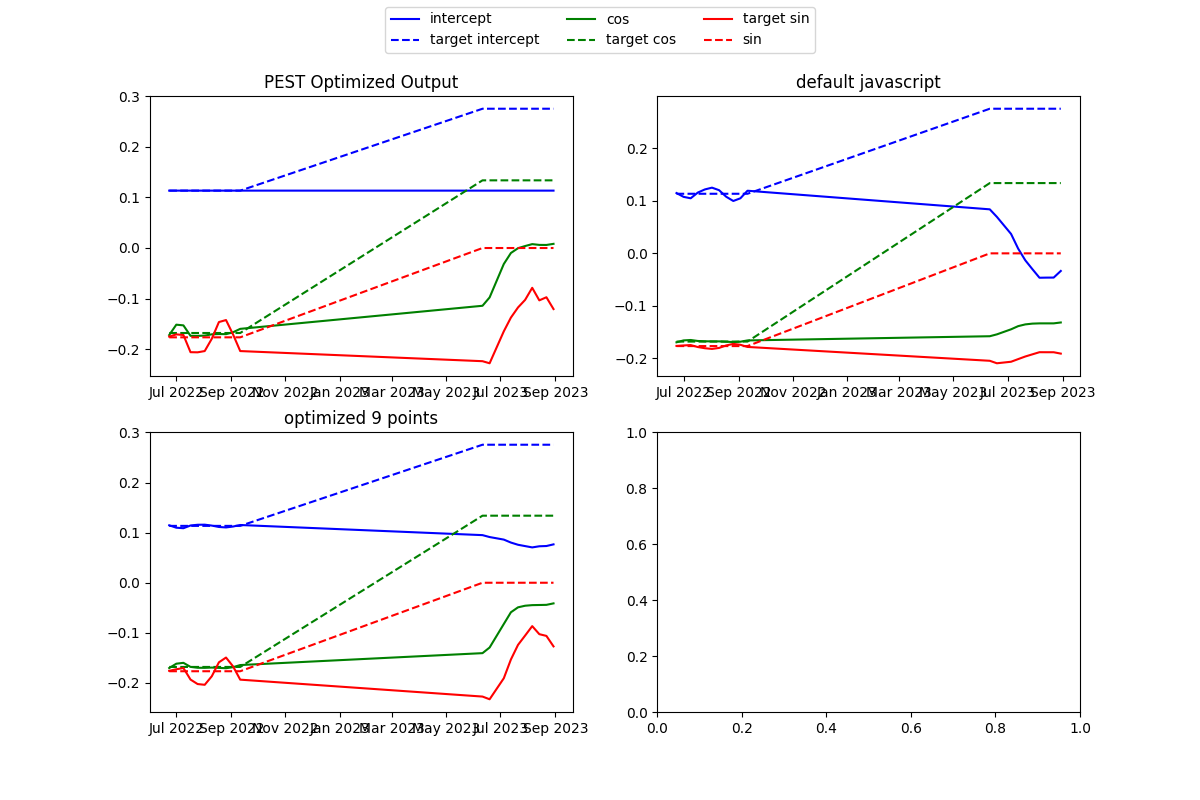 intercept cos target sin
target intercept target cos sin
PEST Optimized Output
0.3
0.2
0.1
0.0
−0.1
−0.2
Jul 2022 Sep 2022 Nov 2022 Jan 2023 Mar 2023 May 2023 Jul 2023 Sep 2023
default javascript
0.2
0.1
0.0
−0.1
−0.2
Jul 2022 Sep 2022 Nov 2022 Jan 2023 Mar 2023 May 2023 Jul 2023 Sep 2023
optimized 9 points
0.3
0.2
0.1
0.0
−0.1
−0.2
Jul 2022 Sep 2022 Nov 2022 Jan 2023 Mar 2023 May 2023 Jul 2023 Sep 2023
1.0
0.8
0.6
0.4
0.2
0.0
0.0 0.2 0.4 0.6 0.8 1.0